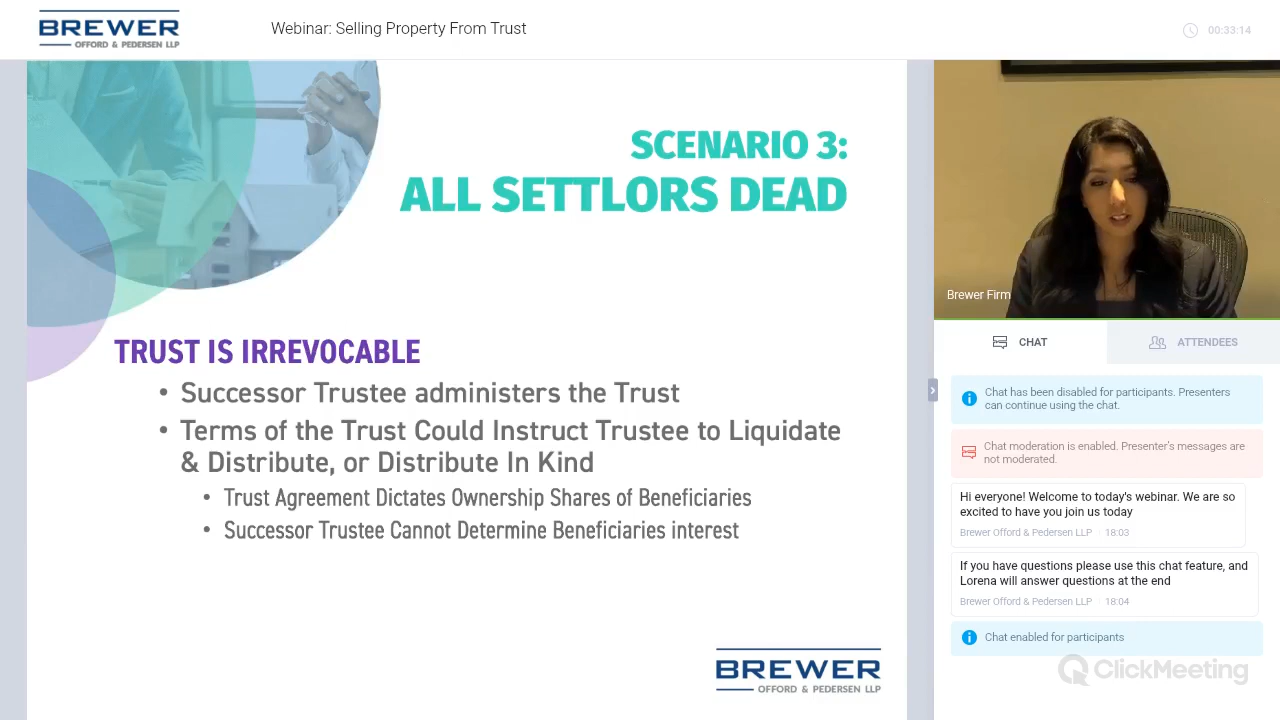 BREWER
OFFORD & PEDERSEN LLP
Webinar: Selling Property From Trust
00:33:14
SCENARIO 3:
ALL SETTLORS DEAD
TRUST IS IRREVOCABLE
• Successor Trustee administers the Trust
• Terms of the Trust Could Instruct Trustee to Liquidate
& Distribute, or Distribute In Kind
• Trust Agreement Dictates Ownership Shares of Beneficiaries
• Successor Trustee Cannot Determine Beneficiaries interest
BREWER
OFFORD & PEDERSEN LLP
Brewer Firm
CHAT
ATTENDEES
Chat has been disabled for participants. Presenters
can continue using the chat.
Chat moderation is enabled. Presenter's messages are
not moderated.
Hi everyone! Welcome to today's webinar. We are so
excited to have you join us today
Brewer Offord & Pedersen LLP · 18:03
If you have questions please use this chat feature, and
Lorena will answer questions at the end
Brewer Offord & Pedersen LLP · 18:04
Chat enabled for participants
ClickMeeting